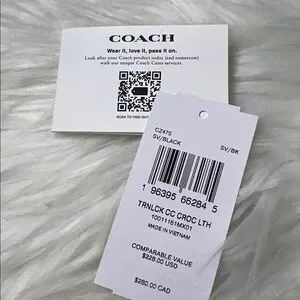 COACH
Wear it, love it, pass it on.
Look after your Coach product today (and tomorrow)
with our unique Coach Cares services.
SCAN TO FIND OUT
CZ475
SV/BLACK
SV/BK
1 96395 66284 5
TRNLCK CC CROC LTH
10011161MX01
MADE IN VIETNAM
COMPARABLE VALUE
$228.00 USD
$280.00 CAD